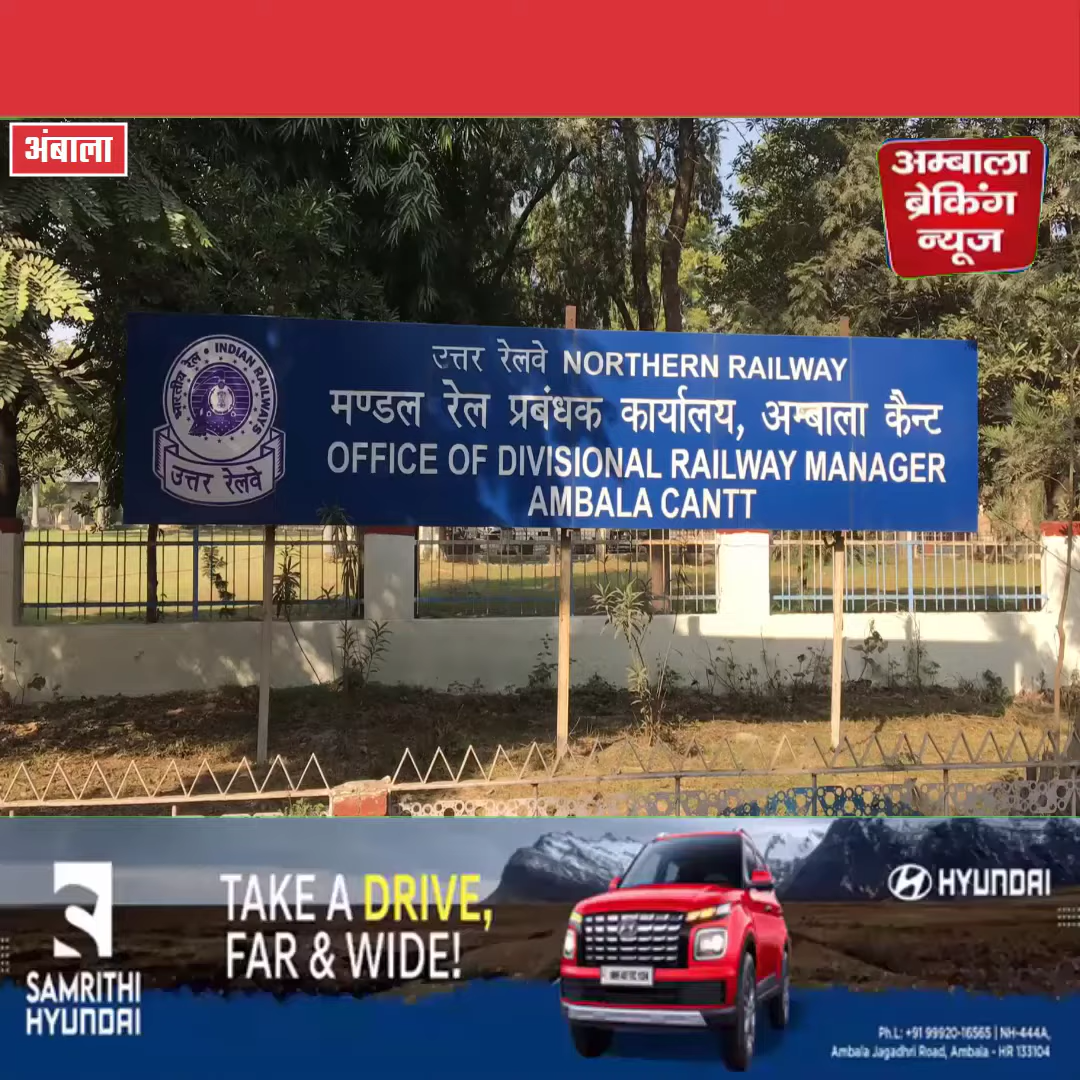 अंबाला
अम्बाला
ब्रेकिंग
न्यूज
भारतीय रेल • INDIAN RAILWAYS
उत्तर रेलवे
उत्तर रेलवे NORTHERN RAILWAY
मण्डल रेल प्रबंधक कार्यालय, अम्बाला कैन्ट
OFFICE OF DIVISIONAL RAILWAY MANAGER
AMBALA CANTT
TAKE A DRIVE,
FAR & WIDE!
HYUNDAI
SAMRITHI
HYUNDAI
Ph.L: +91 99920-16565 | NH-444A,
Ambala Jagadhri Road, Ambala - HR 133104